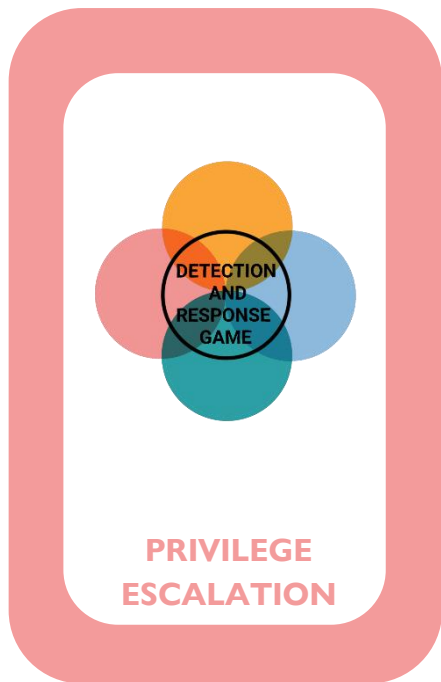 DETECTION
AND
RESPONSE
GAME
PRIVILEGE
ESCALATION